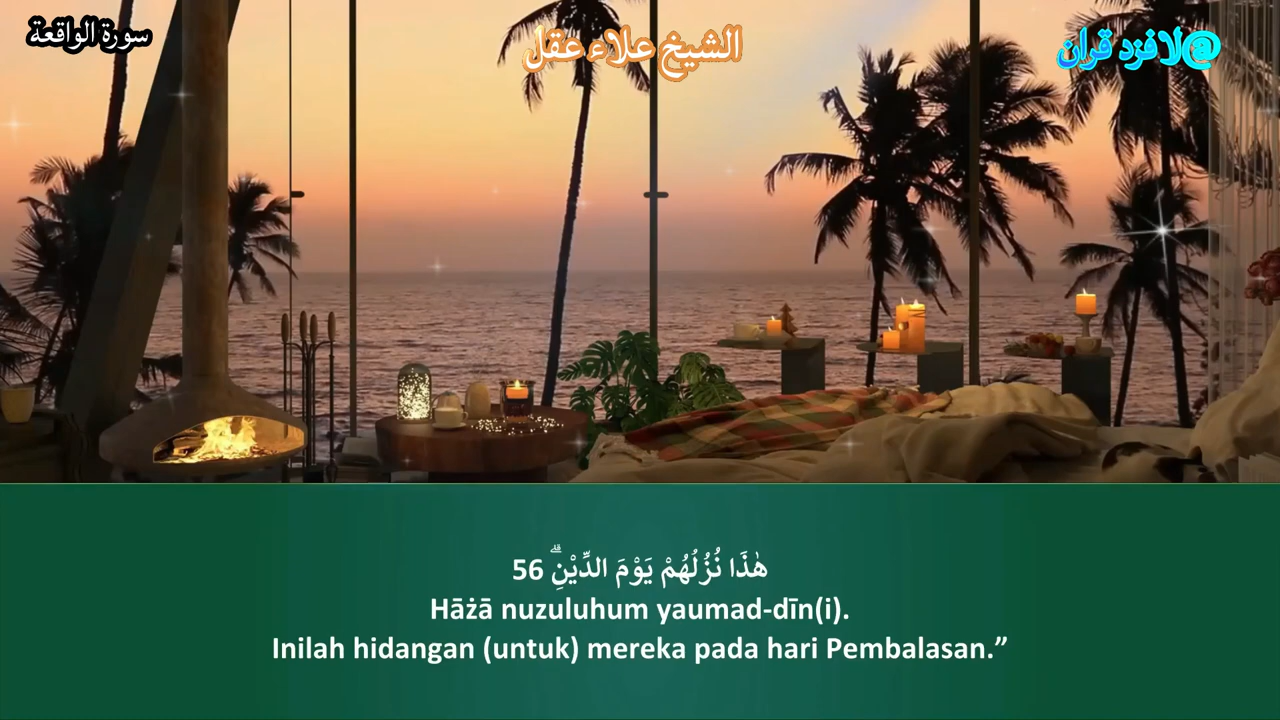 سورة الواقعة
الشيخ علاء عقل
@لافزد قران
هٰذَا نُزُلُهُمْ يَوْمَ الدِّيْنِۗ 56
Hāżā nuzuluhum yaumad-dīn(i).
Inilah hidangan (untuk) mereka pada hari Pembalasan.”